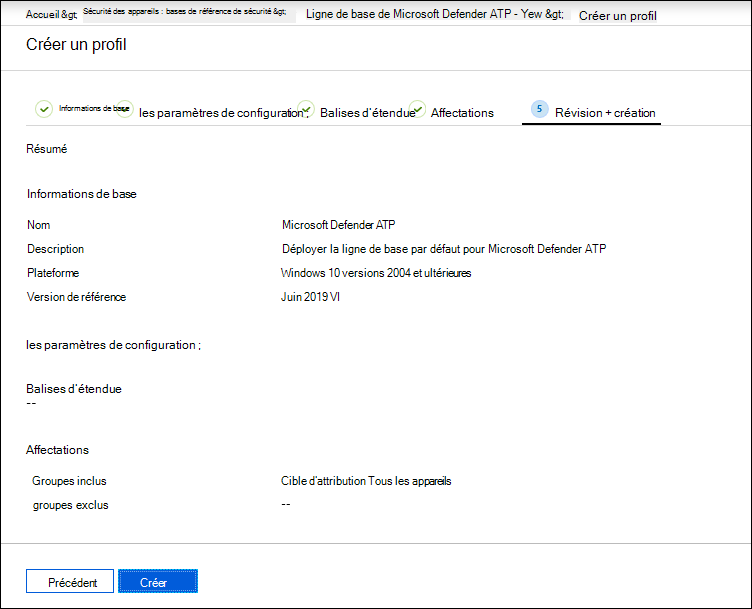 Accueil &gt; Sécurité des appareils : bases de référence de sécurité &gt; Ligne de base de Microsoft Defender ATP - Yew &gt; Créer un profil
Créer un profil
Informations de base les paramètres de configuration ; Balises d'étendue Affectations 5 Révision + création
Résumé
Informations de base
Nom Microsoft Defender ATP
Description Déployer la ligne de base par défaut pour Microsoft Defender ATP
Plateforme Windows 10 versions 2004 et ultérieures
Version de référence Juin 2019 VI
les paramètres de configuration ;
Balises d'étendue
--
Affectations
Groupes inclus Cible d'attribution Tous les appareils
groupes exclus --
Précédent Créer